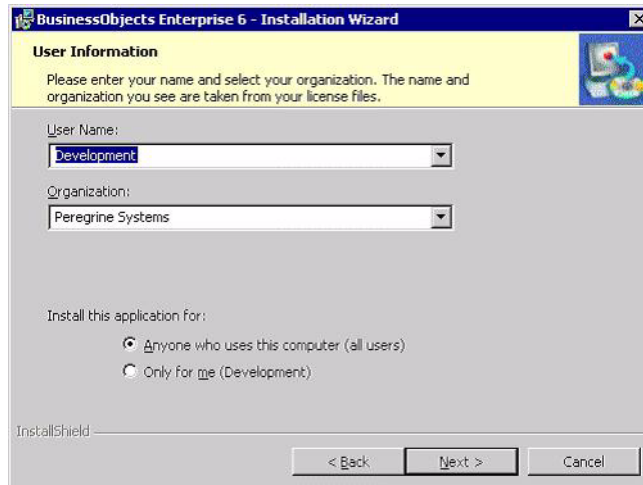 BusinessObjects Enterprise 6 - Installation Wizard
User Information
Please enter your name and select your organization. The name and
organization you see are taken from your license files.
User Name:
Development
Organization:
Peregrine Systems
Install this application for:
Anyone who uses this computer (all users)
Only for me (Development)
InstallShield
< Back
Next >
Cancel